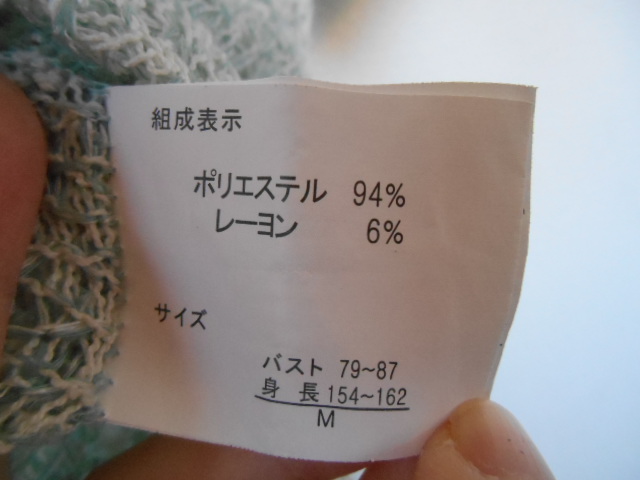 組成表示
ポリエステル 94%
レーヨン 6%
サイズ
バスト 79~87
身 長 154~162
M